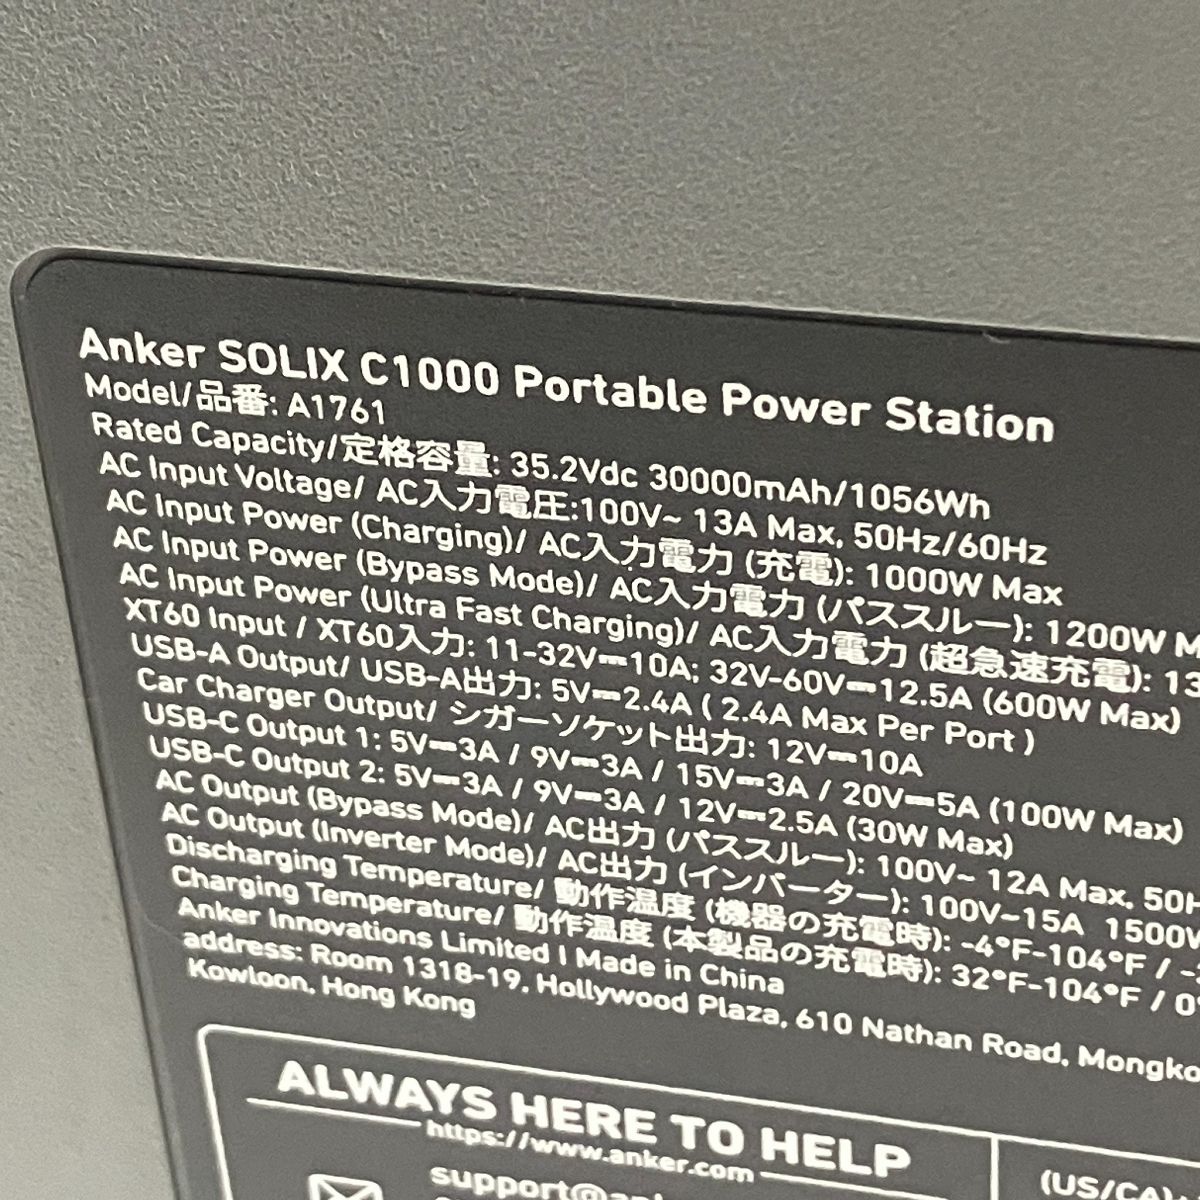 Anker SOLIX C1000 Portable Power Station
Model/品番: A1761
Rated Capacity/定格容量: 35.2Vdc 30000mAh/1056Wh
AC Input Voltage/ AC入力電圧:100V~ 13A Max, 50Hz/60Hz
AC Input Power (Charging)/ AC入力電力 (充電): 1000W Max
AC Input Power (Bypass Mode)/ AC入力電力 (パススルー): 1200W M
AC Input Power (Ultra Fast Charging)/ AC入力電力 (超急速充電): 13
XT60 Input / XT60入力: 11-32V⎓10A; 32V-60V⎓12.5A (600W Max)
USB-A Output/ USB-A出力: 5V⎓2.4A ( 2.4A Max Per Port )
Car Charger Output/ シガーソケット出力: 12V⎓10A
USB-C Output 1: 5V⎓3A / 9V⎓3A / 15V⎓3A / 20V⎓5A (100W Max)
USB-C Output 2: 5V⎓3A / 9V⎓3A / 12V⎓2.5A (30W Max)
AC Output (Bypass Mode)/ AC出力 (パススルー): 100V~ 12A Max, 50H
AC Output (Inverter Mode)/ AC出力 (インバーター): 100V~15A 1500W
Discharging Temperature/ 動作温度 (機器の充電時): -4°F-104°F / -
Charging Temperature/ 動作温度 (本製品の充電時): 32°F-104°F / 0°
Anker Innovations Limited | Made in China
address: Room 1318-19, Hollywood Plaza, 610 Nathan Road, Mongko
Kowloon, Hong Kong
ALWAYS HERE TO HELP
https://www.anker.com
support@an
(US/CA)